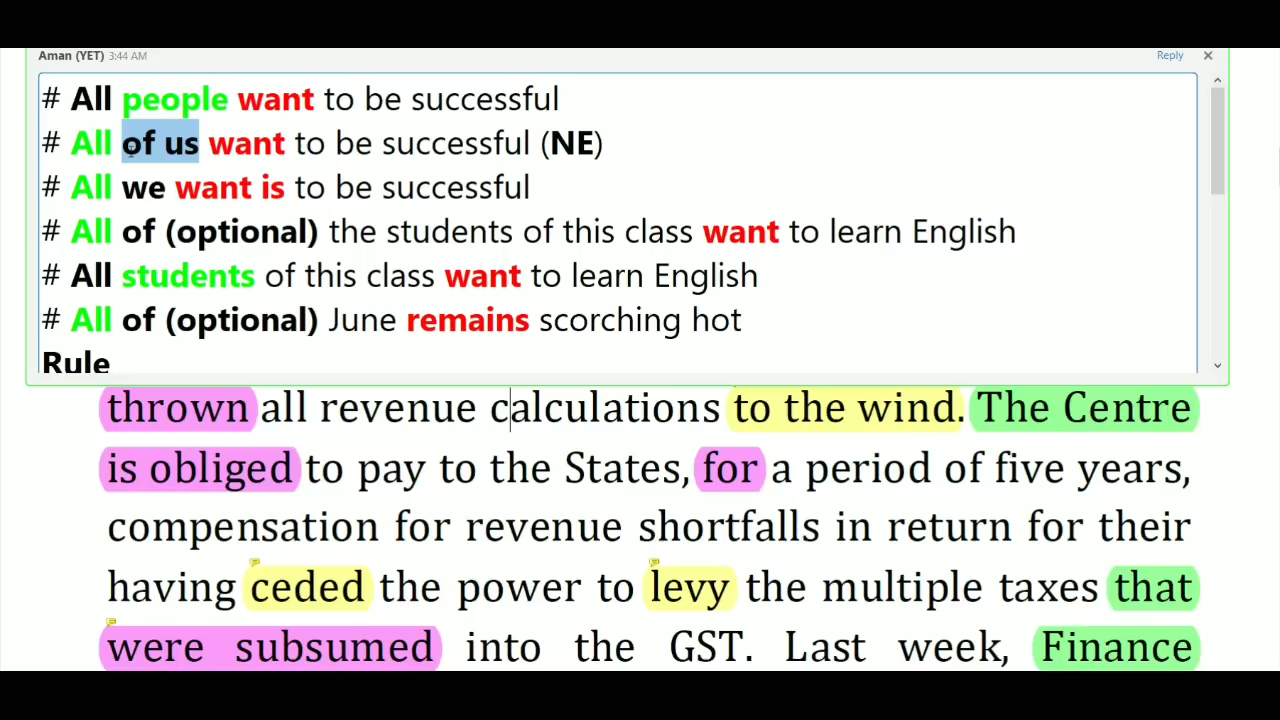 Aman (YET) 3:44 AM Reply
# All people want to be successful
# All of us want to be successful (NE)
# All we want is to be successful
# All of (optional) the students of this class want to learn English
# All students of this class want to learn English
# All of (optional) June remains scorching hot
Rule
thrown all revenue calculations to the wind. The Centre
is obliged to pay to the States, for a period of five years,
compensation for revenue shortfalls in return for their
having ceded the power to levy the multiple taxes that
were subsumed into the GST. Last week, Finance